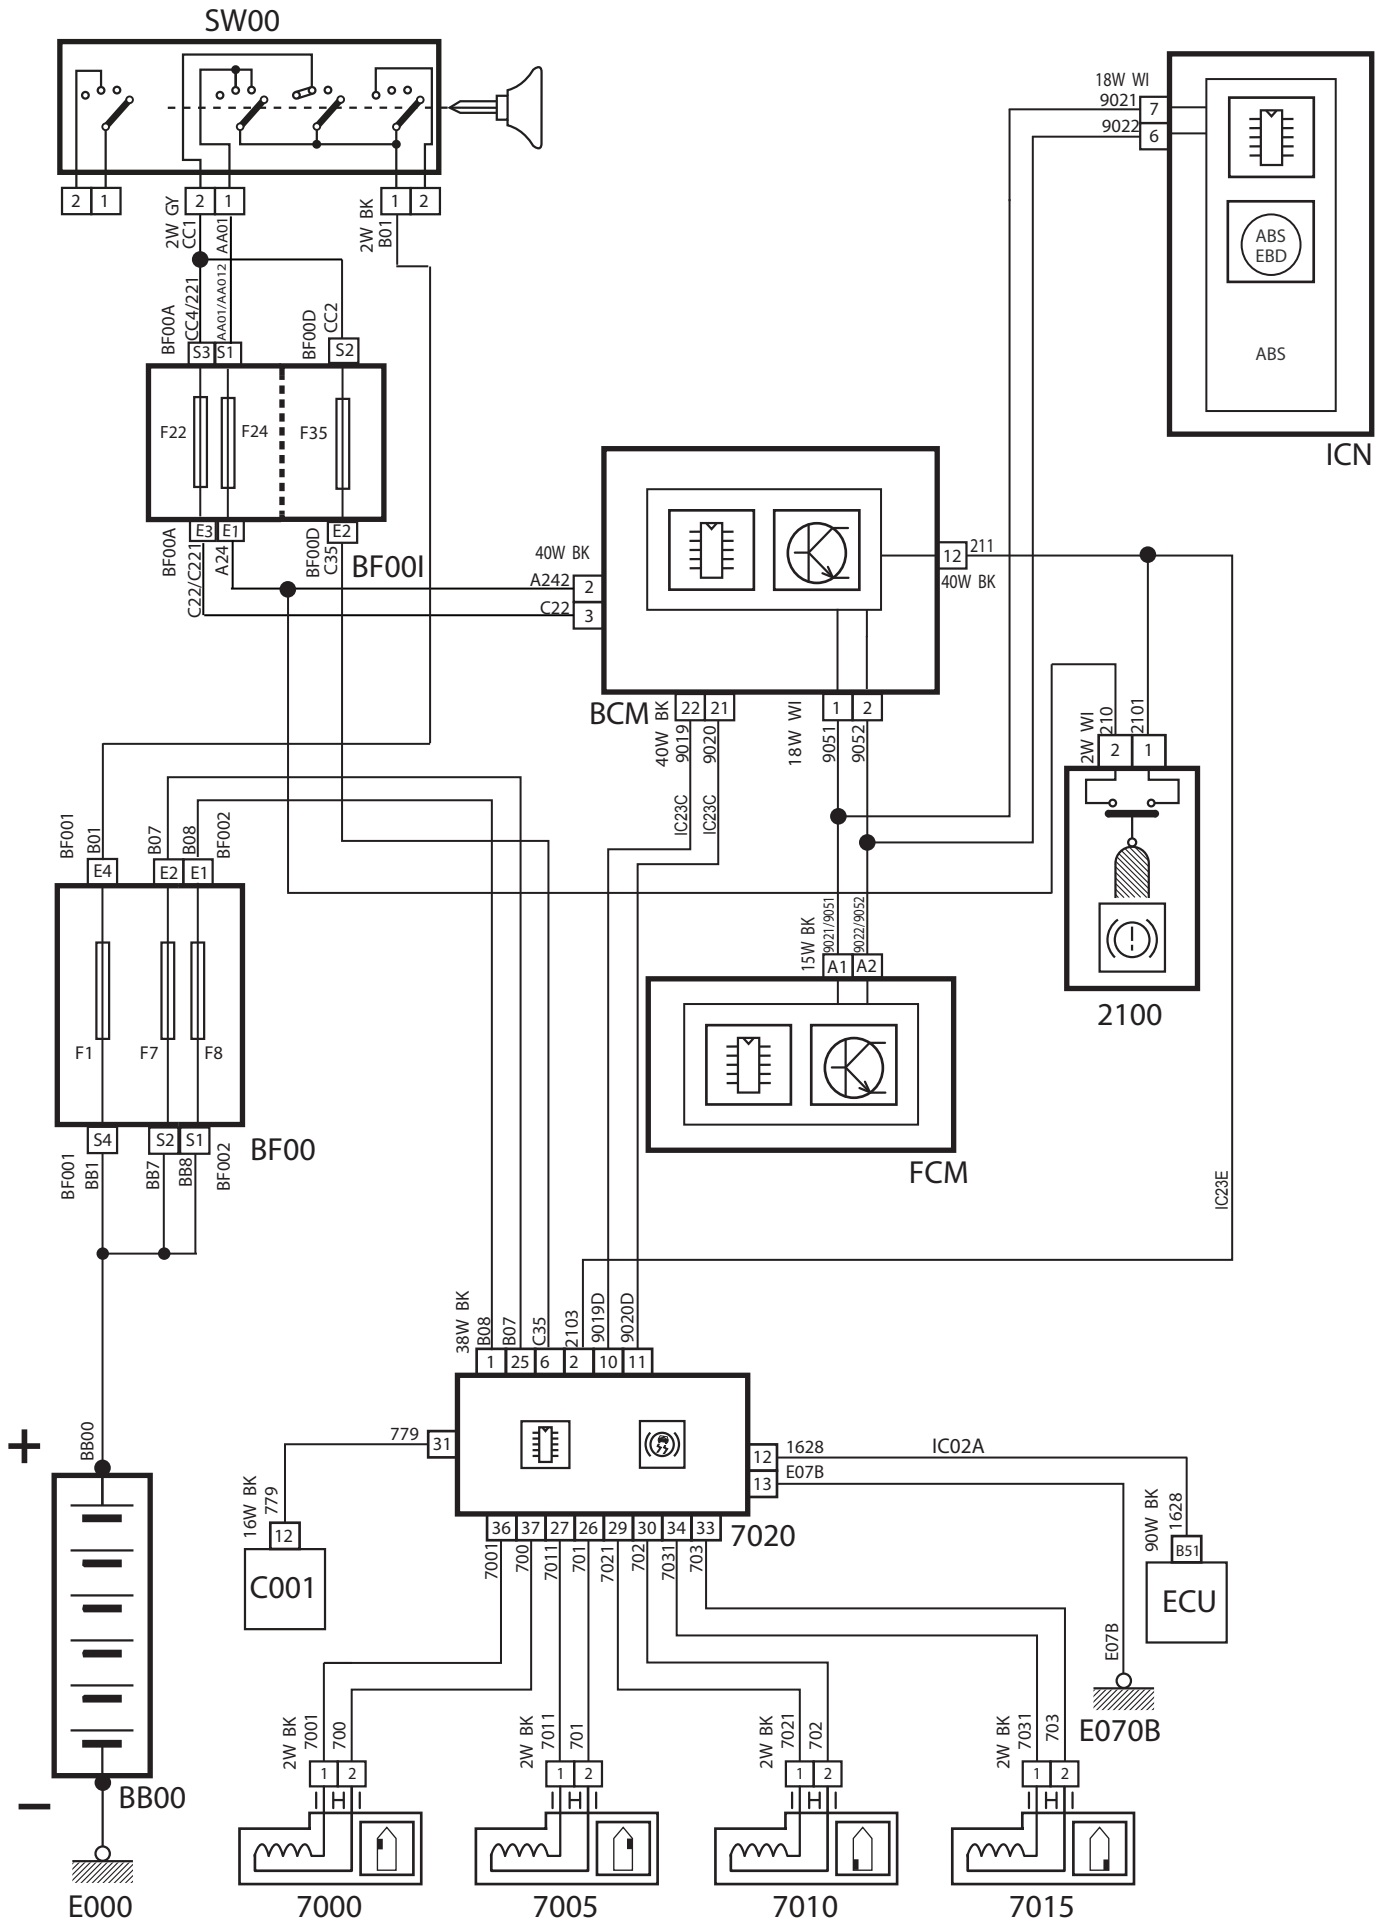 SW00
2 1
2 1
1 2
2W GY
CC1
AA01
2W BK
B01
18W WI
9021
9022
7
6
ABS
EBD
ABS
ICN
BF00A
CC4/221
AA01/AA012
BF00D
CC2
S3 S1
S2
F22
F24
F35
E3 E1
E2
BF00A
C22/C221
A24
BF00D
C35
BF00I
40W BK
A242
C22
2
3
12
211
40W BK
BCM
40W BK
22 21
9019
9020
IC23C
IC23C
18W WI
1 2
9051
9052
2W WI
210
2101
2 1
2100
15W BK
9021/9051
9022/9052
A1 A2
FCM
BF001
B01
B07
B08
BF002
E4
E2 E1
F1
F7
F8
S4
S2 S1
BF00
BF001
BB1
BB7
BB8
BF002
IC23E
38W BK
B08
B07
C35
2103
9019D
9020D
1 25 6 2 10 11
+
BB00
779
31
12
13
1628
E07B
IC02A
16W BK
779
12
C001
36 37 27 26 29 30 34 33
7020
7001
700
7011
701
7021
702
7031
703
90W BK
1628
B51
ECU
E07B
E070B
–
BB00
E000
2W BK
7001
700
1 2
7000
2W BK
7011
701
1 2
7005
2W BK
7021
702
1 2
7010
2W BK
7031
703
1 2
7015